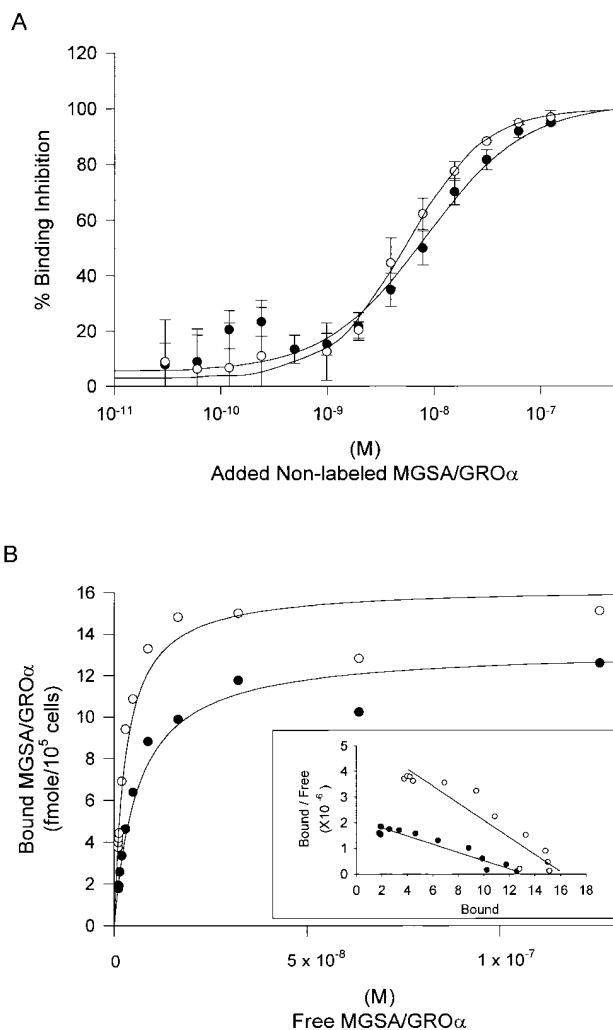 A
120
100
80
60
40
20
0
% Binding Inhibition
10⁻¹¹ 10⁻¹⁰ 10⁻⁹ 10⁻⁸ 10⁻⁷
(M)
Added Non-labeled MGSA/GROα
B
16
14
12
10
8
6
4
2
0
Bound MGSA/GROα
(fmole/10⁵ cells)
5
4
3
2
1
0
Bound / Free
(X10⁻⁶)
0 2 4 6 8 10 12 14 16 18
Bound
0 5 x 10⁻⁸ 1 x 10⁻⁷
(M)
Free MGSA/GROα